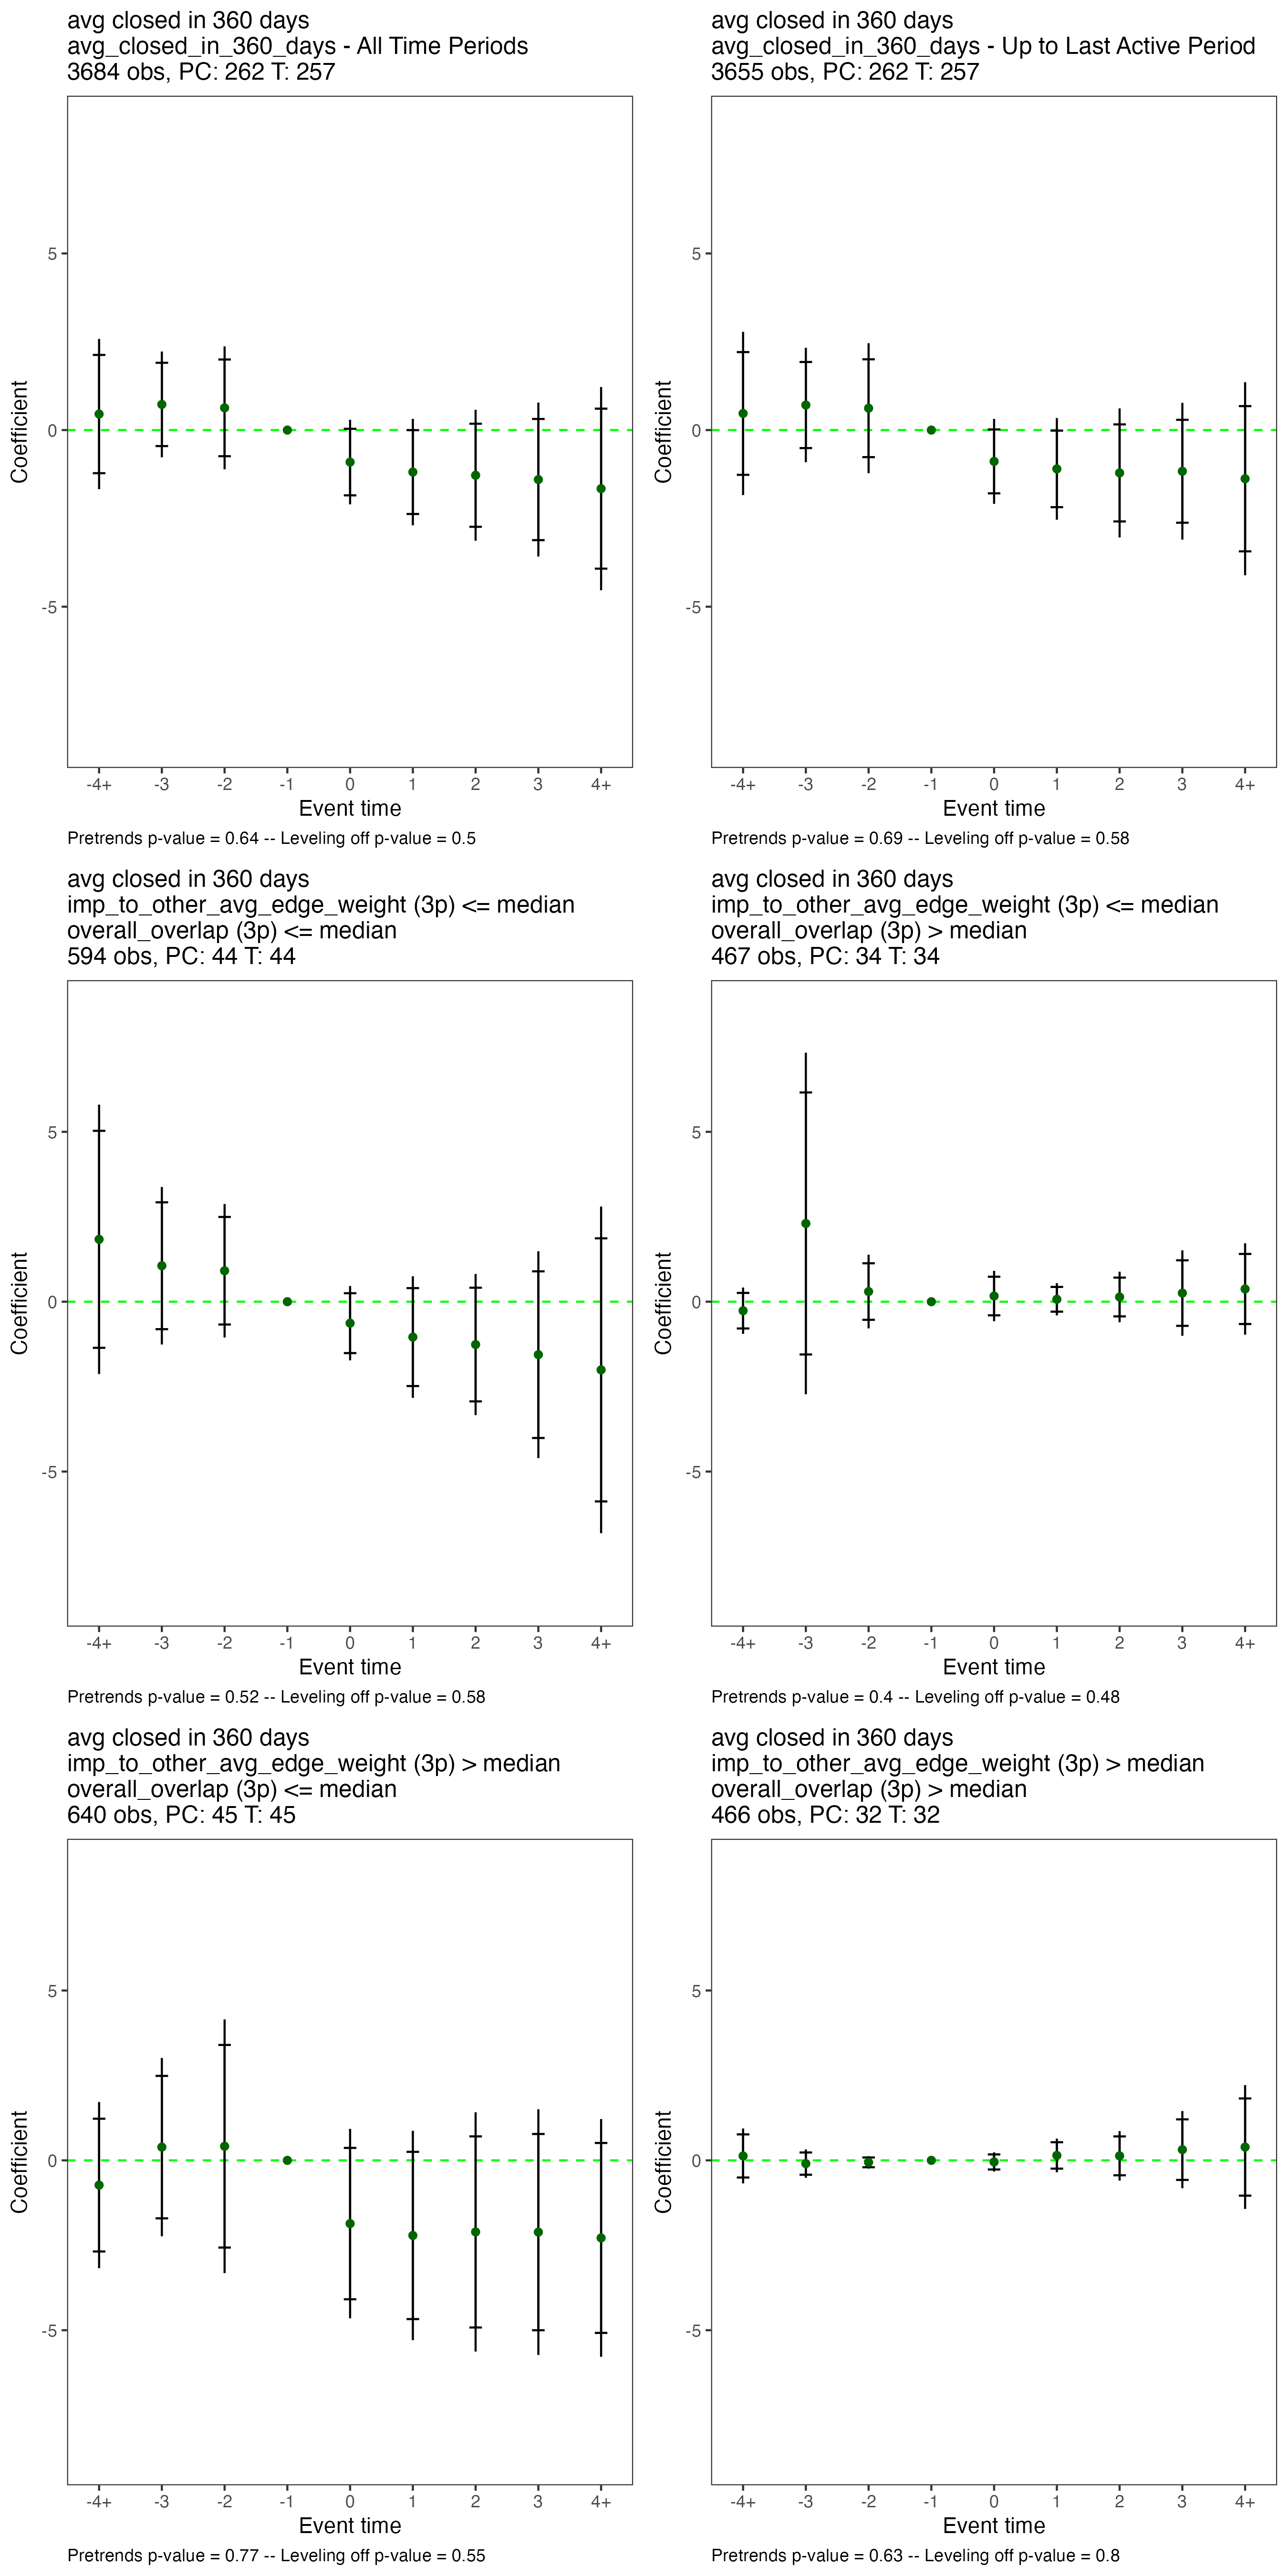 avg closed in 360 days
avg_closed_in_360_days - All Time Periods
3684 obs, PC: 262 T: 257
5
0
-5
Coefficient
-4+ -3 -2 -1 0 1 2 3 4+
Event time
Pretrends p-value = 0.64 -- Leveling off p-value = 0.5
avg closed in 360 days
avg_closed_in_360_days - Up to Last Active Period
3655 obs, PC: 262 T: 257
5
0
-5
Coefficient
-4+ -3 -2 -1 0 1 2 3 4+
Event time
Pretrends p-value = 0.69 -- Leveling off p-value = 0.58
avg closed in 360 days
imp_to_other_avg_edge_weight (3p) <= median
overall_overlap (3p) <= median
594 obs, PC: 44 T: 44
5
0
-5
Coefficient
-4+ -3 -2 -1 0 1 2 3 4+
Event time
Pretrends p-value = 0.52 -- Leveling off p-value = 0.58
avg closed in 360 days
imp_to_other_avg_edge_weight (3p) <= median
overall_overlap (3p) > median
467 obs, PC: 34 T: 34
5
0
-5
Coefficient
-4+ -3 -2 -1 0 1 2 3 4+
Event time
Pretrends p-value = 0.4 -- Leveling off p-value = 0.48
avg closed in 360 days
imp_to_other_avg_edge_weight (3p) > median
overall_overlap (3p) <= median
640 obs, PC: 45 T: 45
5
0
-5
Coefficient
-4+ -3 -2 -1 0 1 2 3 4+
Event time
Pretrends p-value = 0.77 -- Leveling off p-value = 0.55
avg closed in 360 days
imp_to_other_avg_edge_weight (3p) > median
overall_overlap (3p) > median
466 obs, PC: 32 T: 32
5
0
-5
Coefficient
-4+ -3 -2 -1 0 1 2 3 4+
Event time
Pretrends p-value = 0.63 -- Leveling off p-value = 0.8